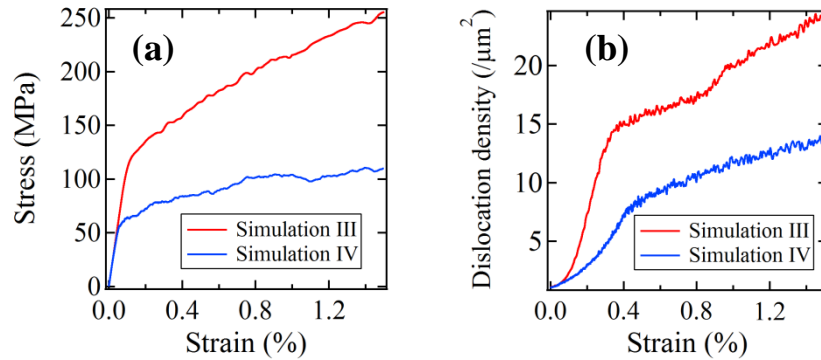 (a)
Stress (MPa)
250
200
150
100
50
0
Simulation III
Simulation IV
0.0 0.4 0.8 1.2
Strain (%)
(b)
Dislocation density (/μm²)
20
15
10
5
Simulation III
Simulation IV
0.0 0.4 0.8 1.2
Strain (%)